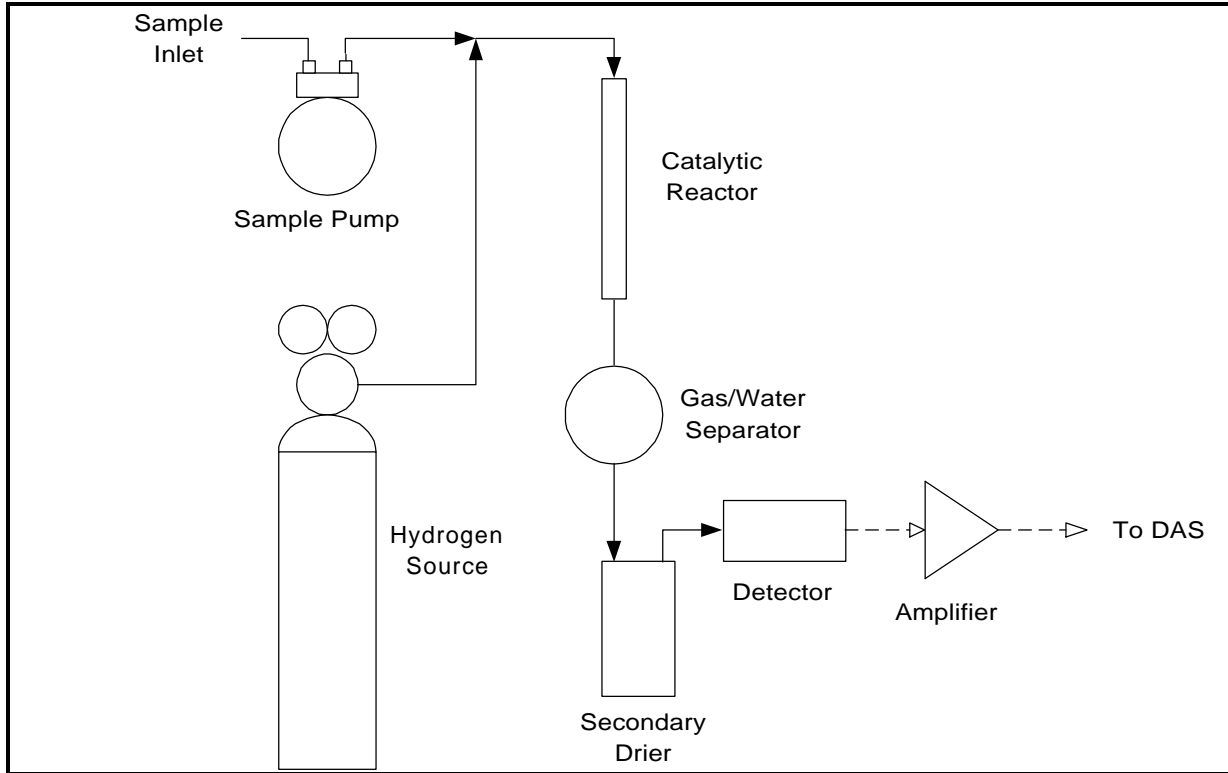 Sample
Inlet
Sample Pump
Catalytic
Reactor
Gas/Water
Separator
Hydrogen
Source
Detector
Amplifier
To DAS
Secondary
Drier